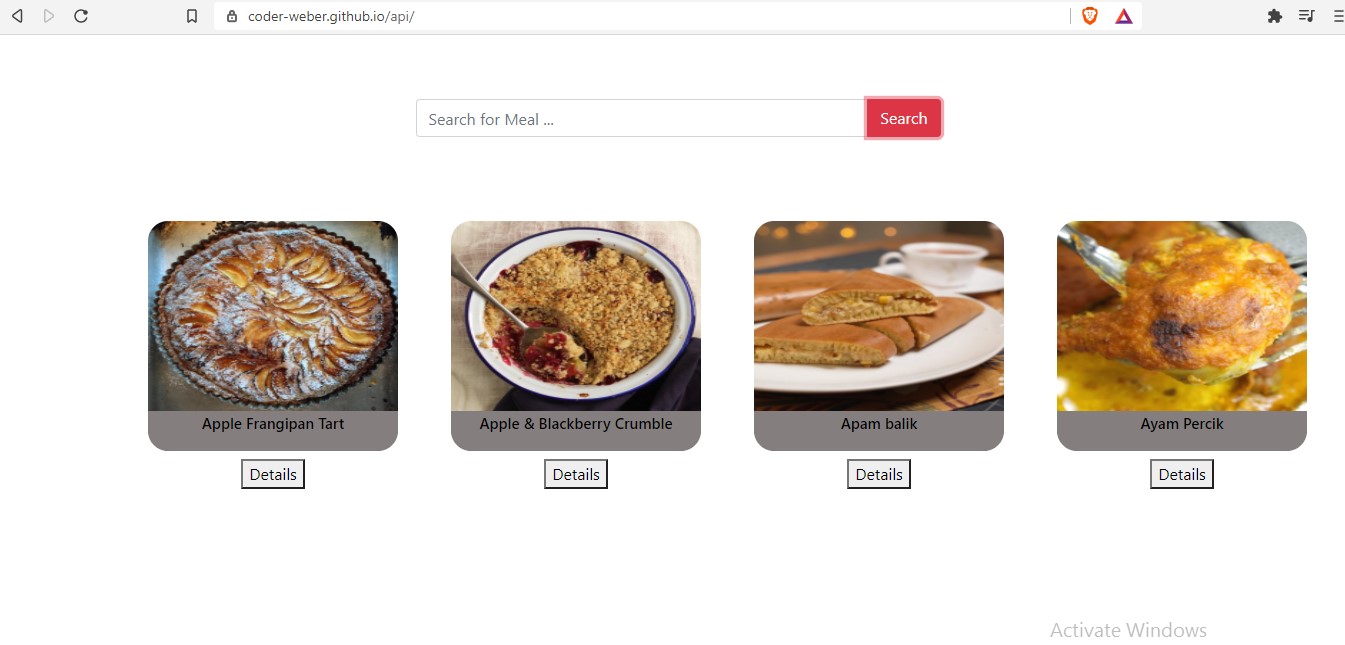 coder-weber.github.io/api/
Search for Meal ...
Search
Apple Frangipan Tart
Apple & Blackberry Crumble
Apam balik
Ayam Percik
Details
Details
Details
Details
Activate Windows